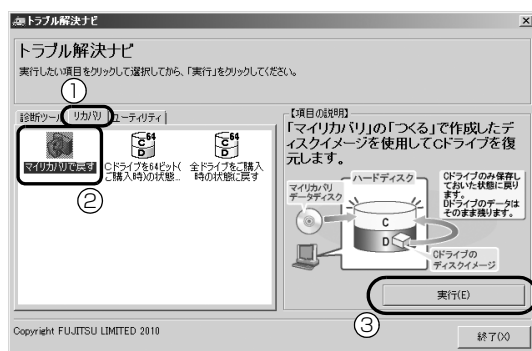 トラブル解決ナビ
トラブル解決ナビ
実行したい項目をクリックして選択してから、「実行」をクリックしてください。
①
診断ツール リカバリ ユーティリティ
マイリカバリで戻す
64
C
D
Cドライブを64ビット(
ご購入時)の状態...
64
C
D
全ドライブをご購入
時の状態に戻す
②
【項目の説明】
「マイリカバリ」の「つくる」で作成したデ
ィスクイメージを使用してCドライブを復
元します。
ハードディスク
マイリカバリ
データディスク
C
D
Cドライブのみ保存し
ておいた状態に戻り
ます。
Dドライブのデータは
そのまま残ります。
Cドライブの
ディスクイメージ
実行(E)
③
Copyright FUJITSU LIMITED 2010
終了(X)